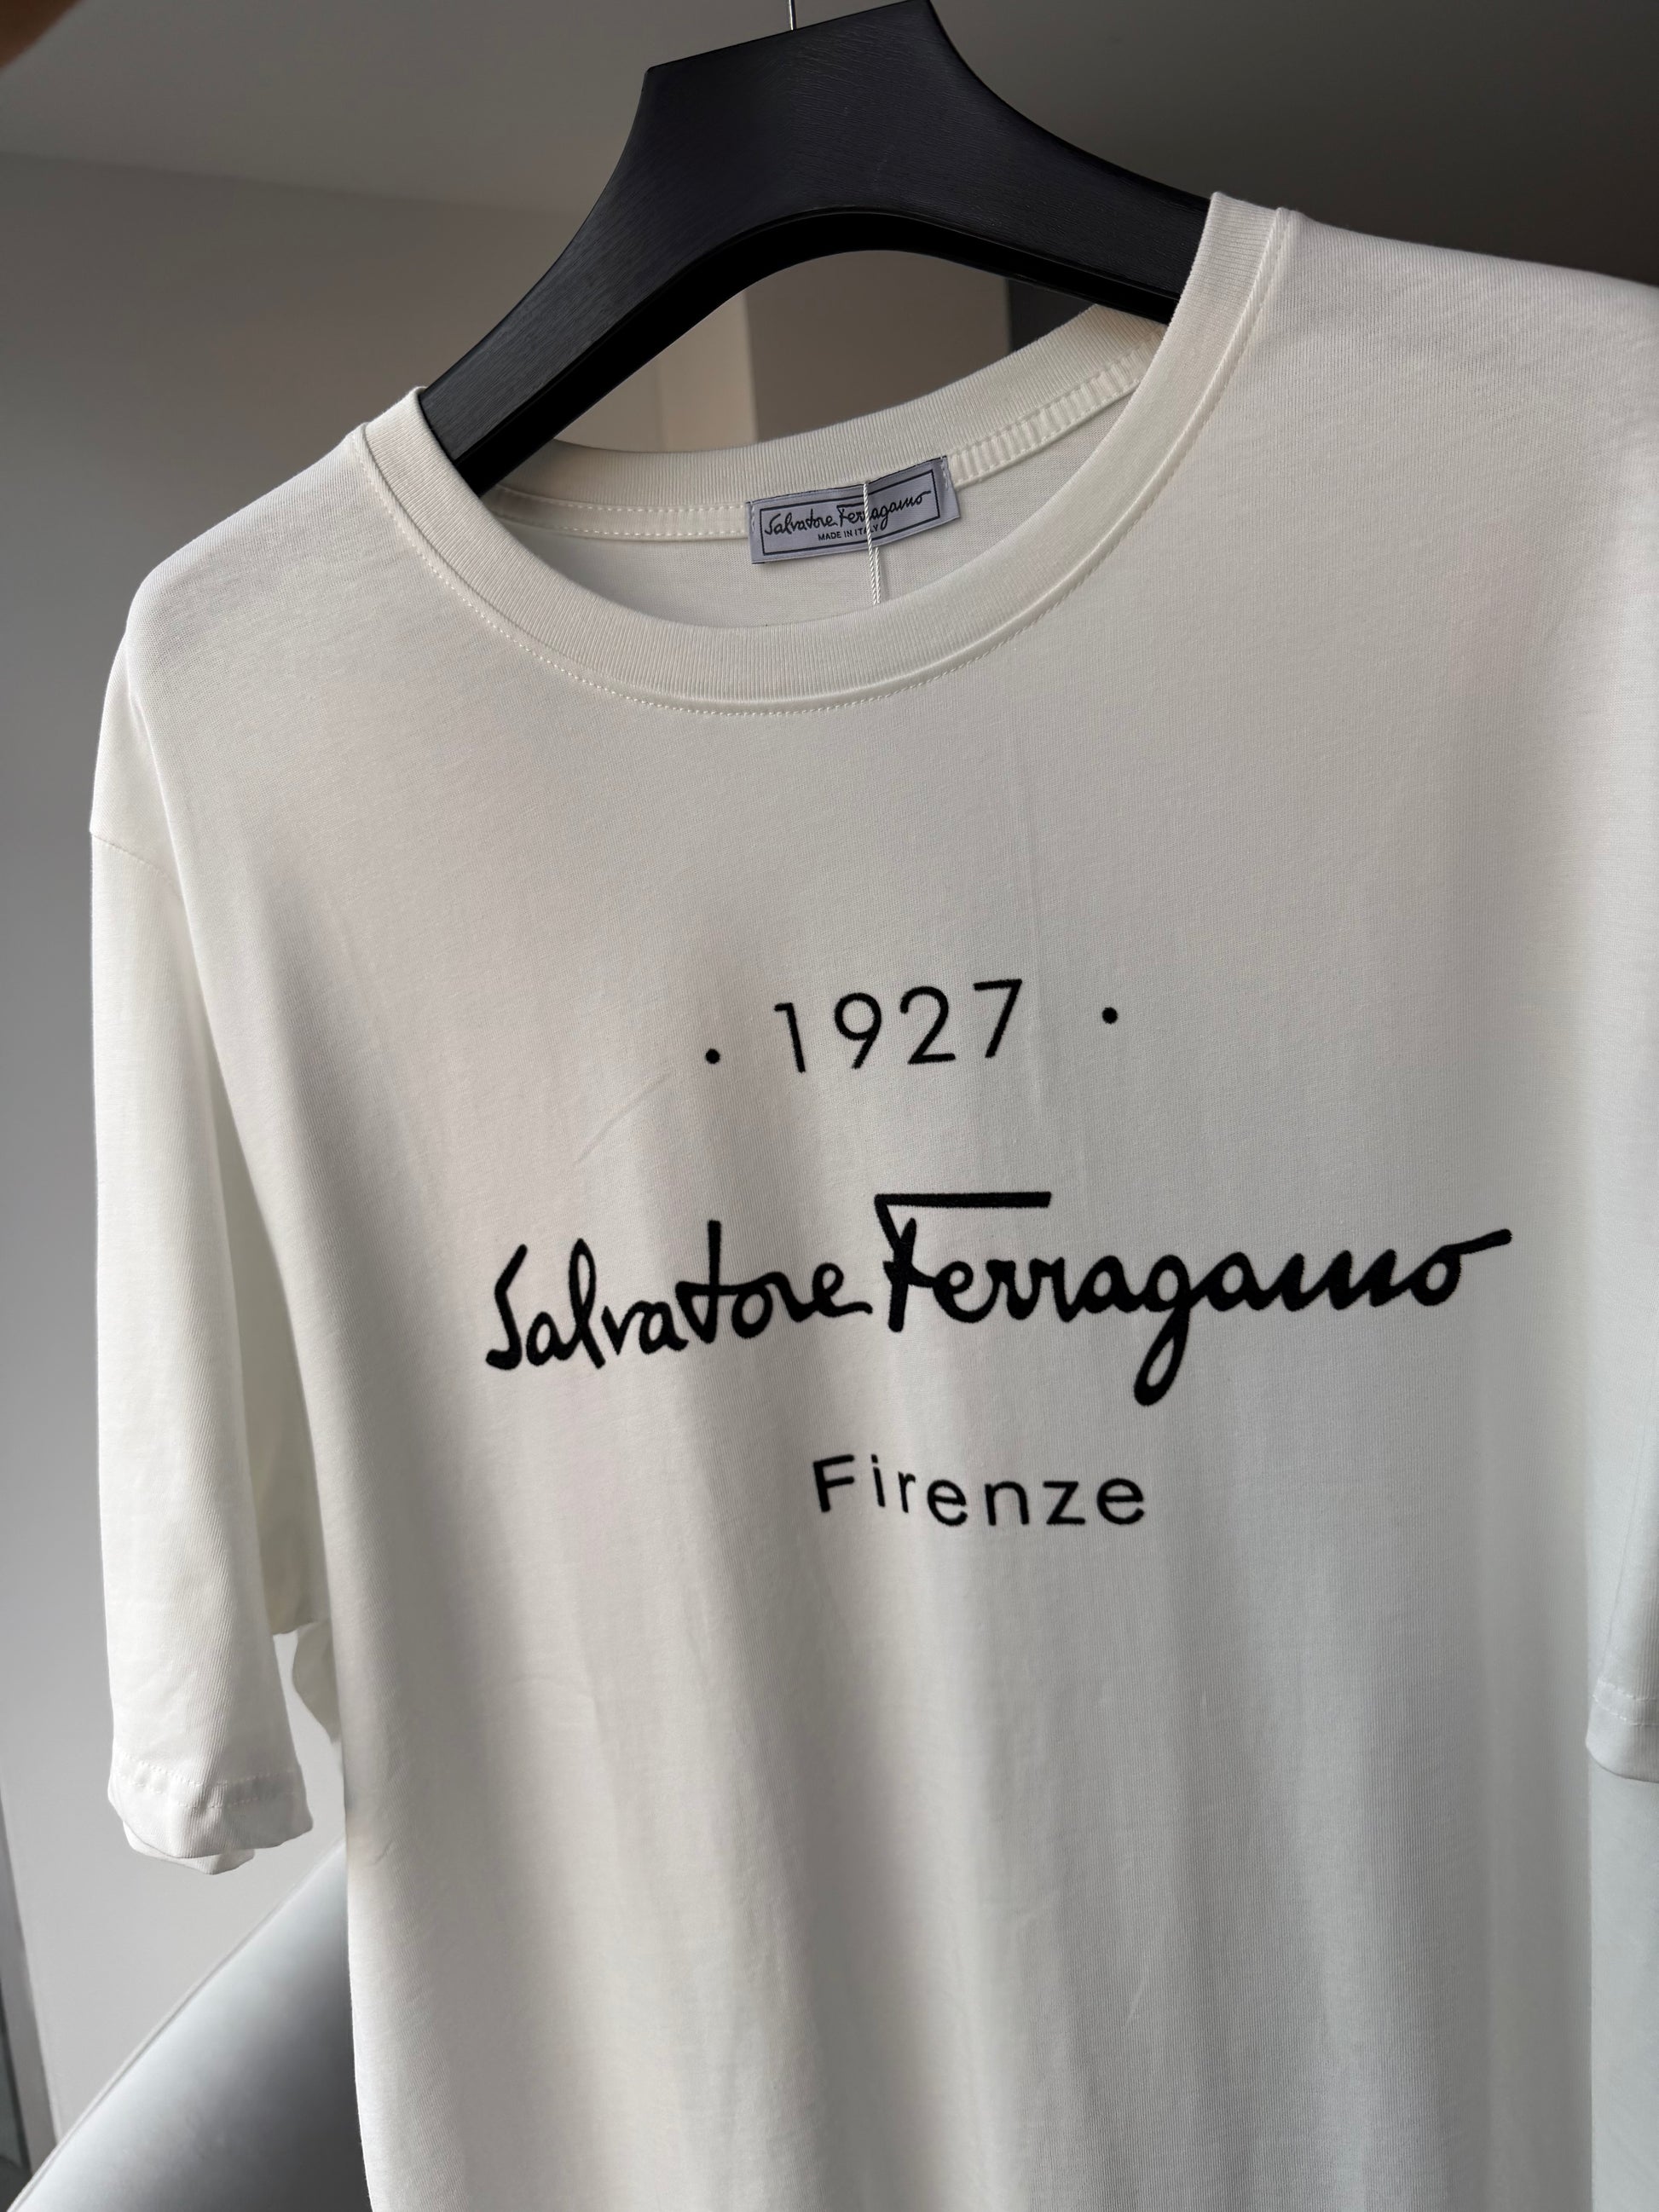 Salvatore Ferragamo
MADE IN ITALY
· 1927 ·
Salvatore Ferragamo
Firenze